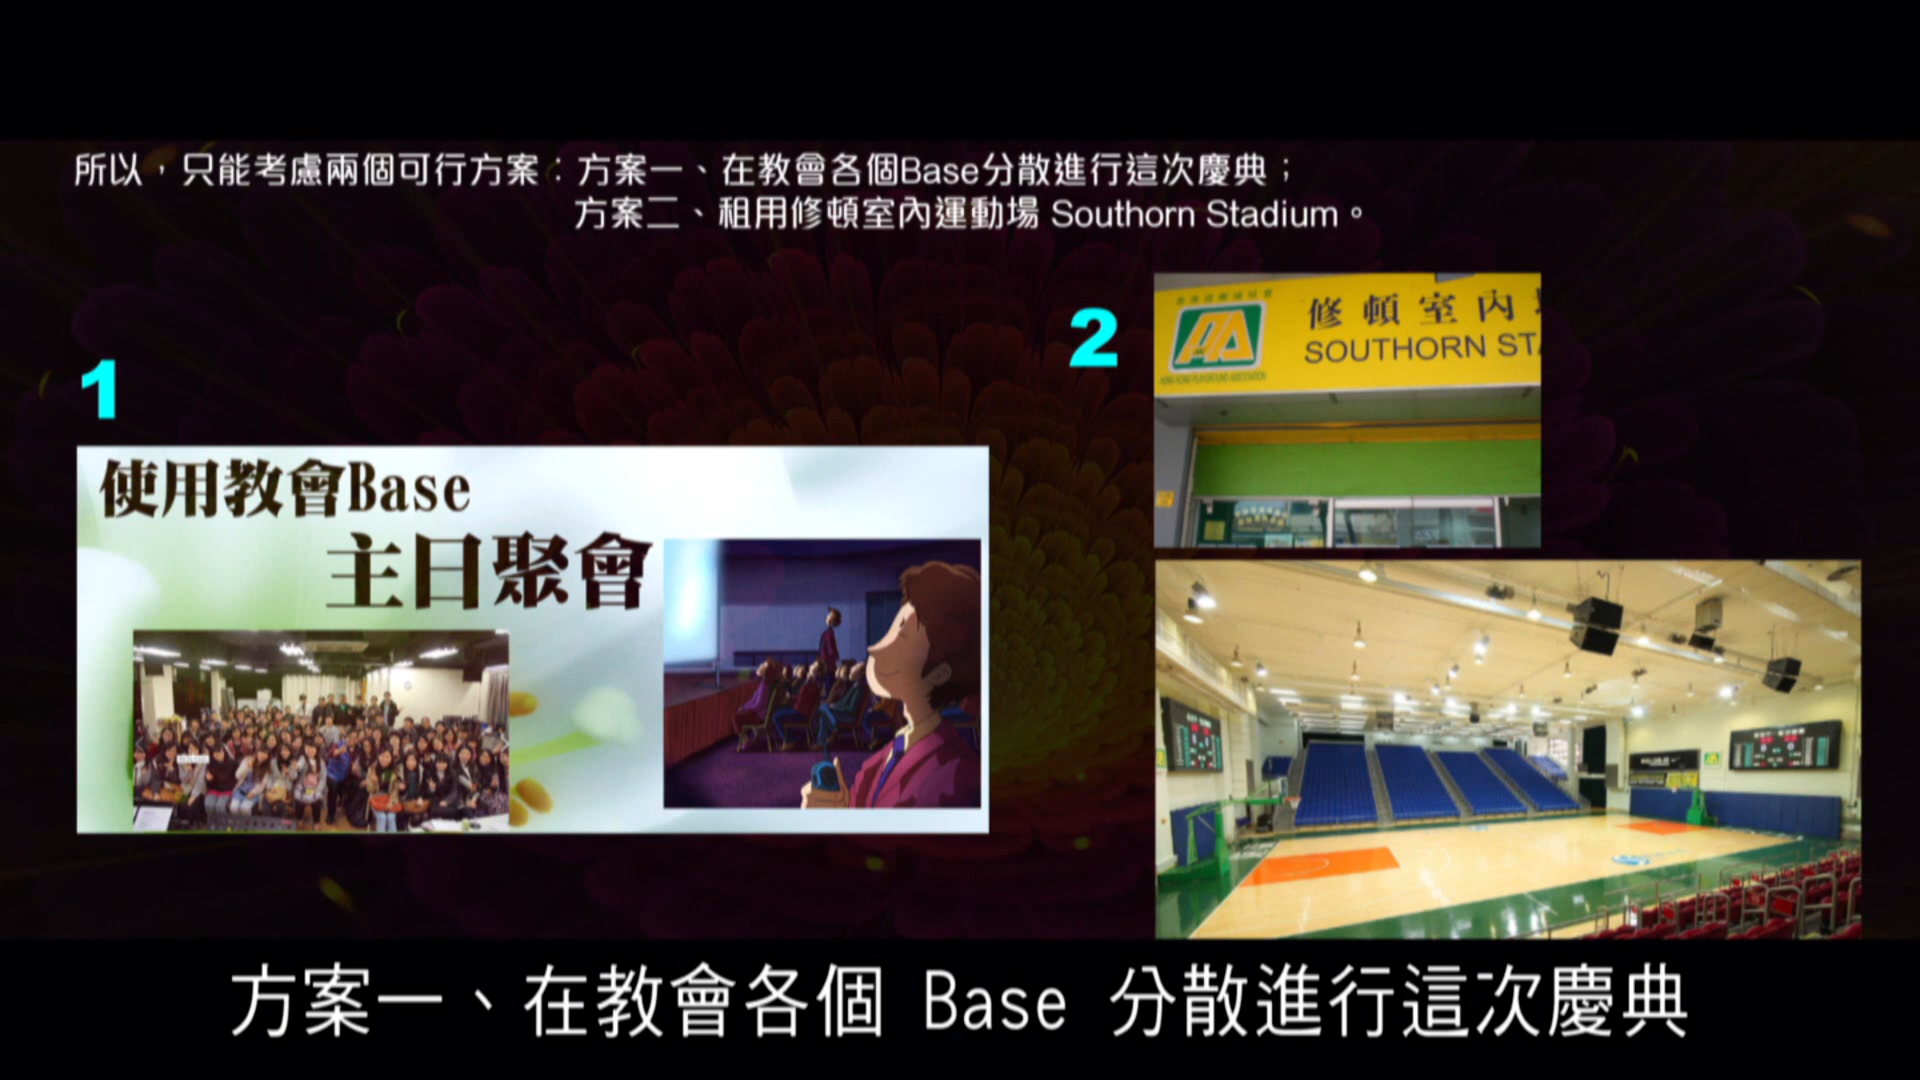 所以，只能考慮兩個可行方案：方案一、在教會各個Base分散進行這次慶典；
方案二、租用修頓室內運動場 Southorn Stadium。
1
2
修頓室內
SOUTHORN STA
HONG KONG PLAYGROUND ASSOCIATION
使用教會Base
主日聚會
方案一、在教會各個 Base 分散進行這次慶典